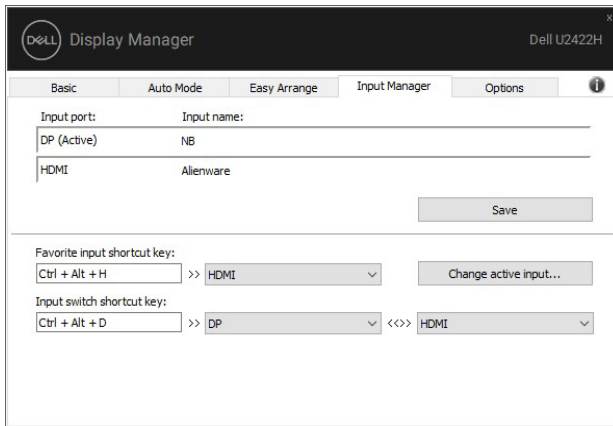 x
DELL Display Manager Dell U2422H
Basic Auto Mode Easy Arrange Input Manager Options i
Input port: Input name:
DP (Active) NB
HDMI Alienware
Save
Favorite input shortcut key:
Ctrl + Alt + H >> HDMI Change active input...
Input switch shortcut key:
Ctrl + Alt + D >> DP <<>> HDMI